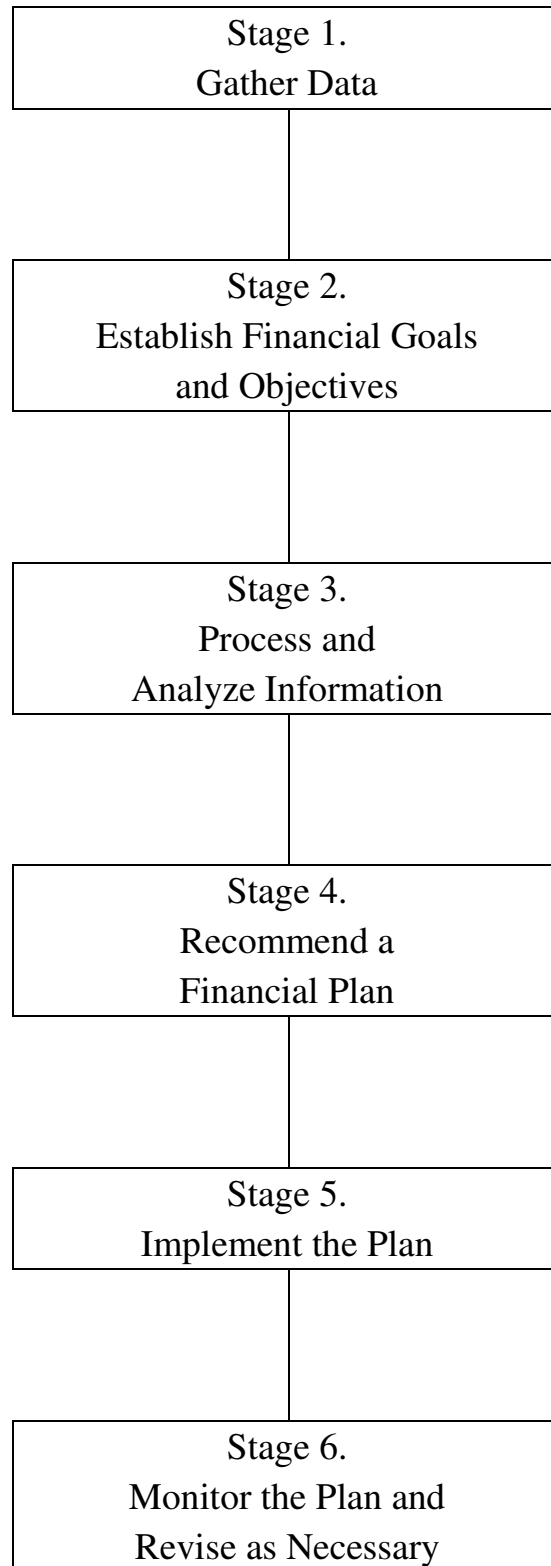 Stage 1.
Gather Data
Stage 2.
Establish Financial Goals
and Objectives
Stage 3.
Process and
Analyze Information
Stage 4.
Recommend a
Financial Plan
Stage 5.
Implement the Plan
Stage 6.
Monitor the Plan and
Revise as Necessary